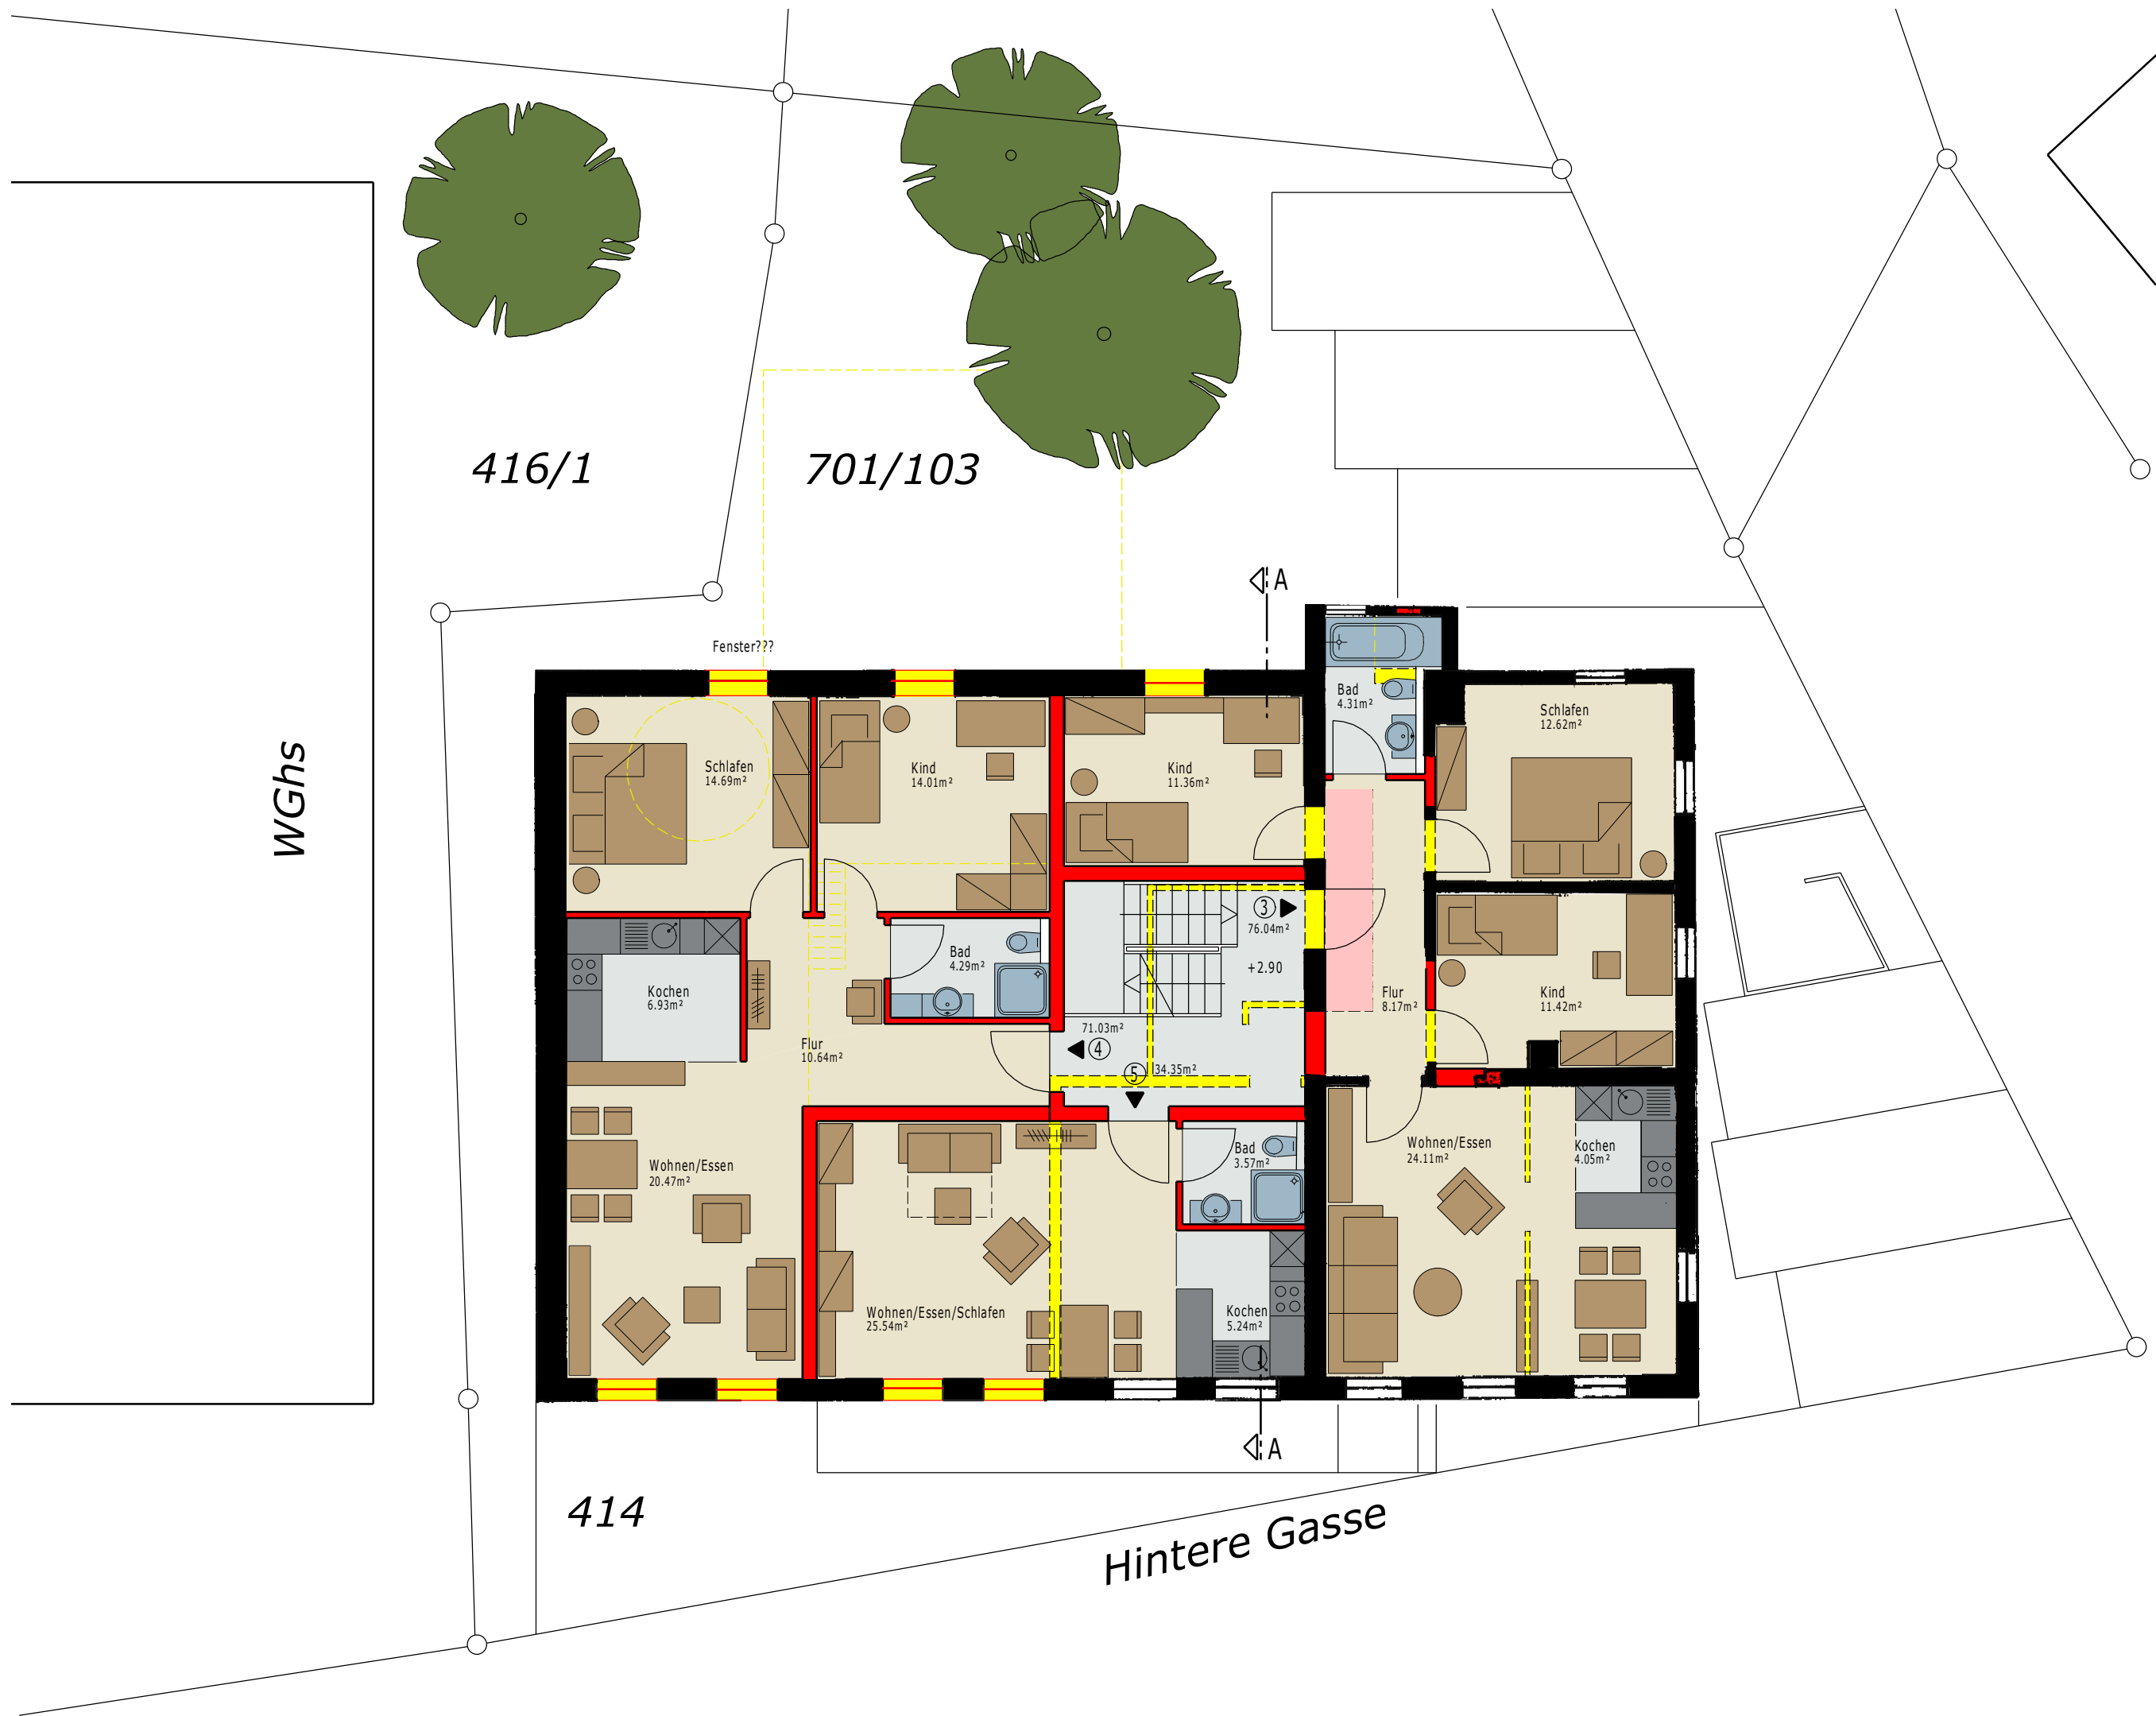 416/1
701/103
A
Fenster???
WGhs
Schlafen
14.69m²
Kind
14.01m²
Kind
11.36m²
Bad
4.31m²
Schlafen
12.62m²
3
76.04m²
+2.90
Bad
4.29m²
Kochen
6.93m²
Flur
10.64m²
71.03m²
4
5
34.35m²
Flur
8.17m²
Kind
11.42m²
Wohnen/Essen
20.47m²
Bad
3.57m²
Wohnen/Essen
24.11m²
Kochen
4.05m²
Wohnen/Essen/Schlafen
25.54m²
Kochen
5.24m²
A
414
Hintere Gasse